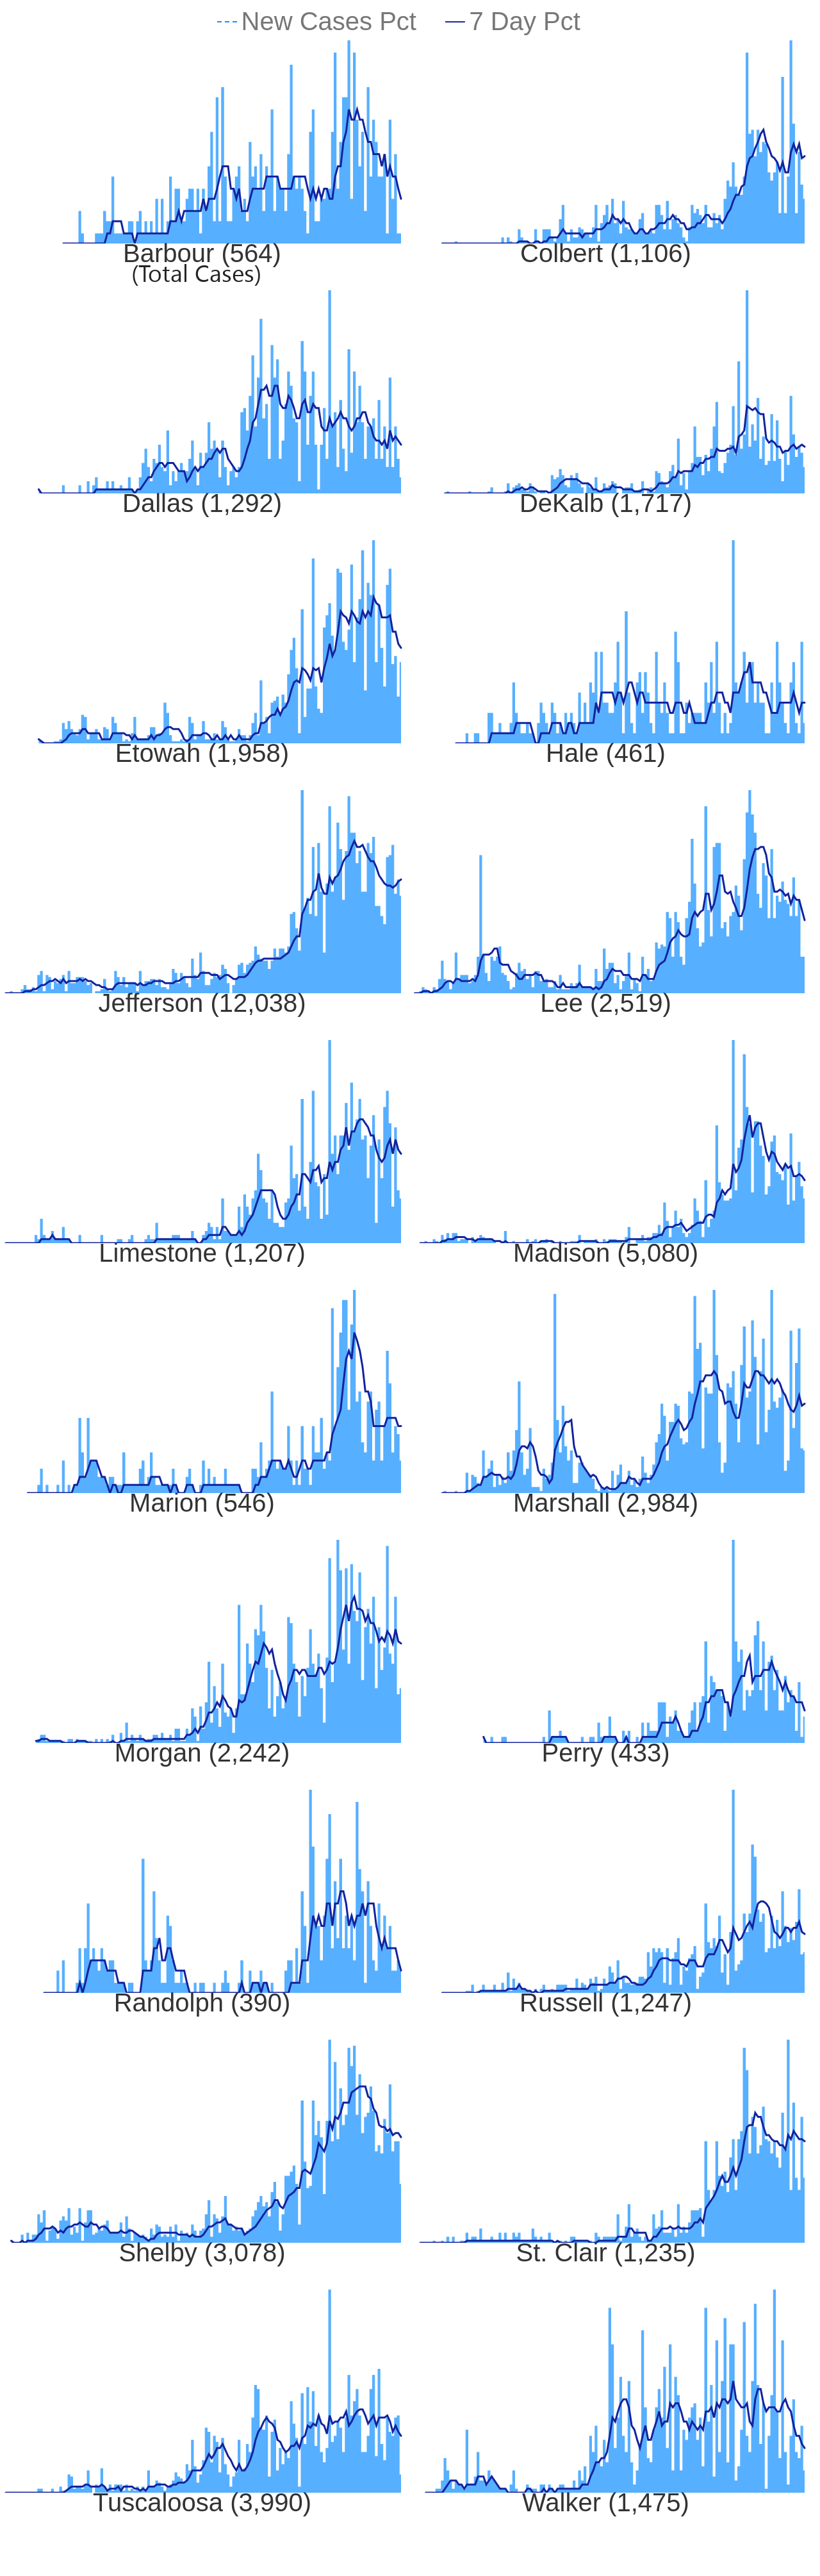 New Cases Pct 7 Day Pct
Barbour (564) Colbert (1,106)
(Total Cases)
Dallas (1,292) DeKalb (1,717)
Etowah (1,958) Hale (461)
Jefferson (12,038) Lee (2,519)
Limestone (1,207) Madison (5,080)
Marion (546) Marshall (2,984)
Morgan (2,242) Perry (433)
Randolph (390) Russell (1,247)
Shelby (3,078) St. Clair (1,235)
Tuscaloosa (3,990) Walker (1,475)